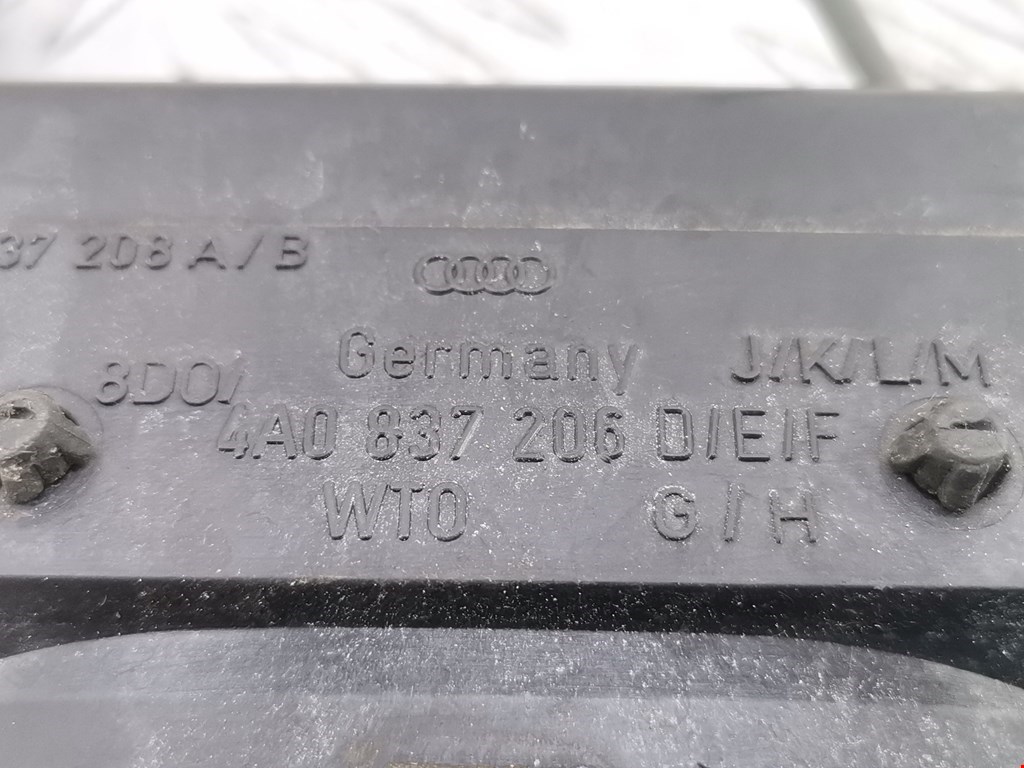 37 208 A/B
Germany J/K/L/M
8D0/
4A0 837 206 D/E/F
WTO G/H